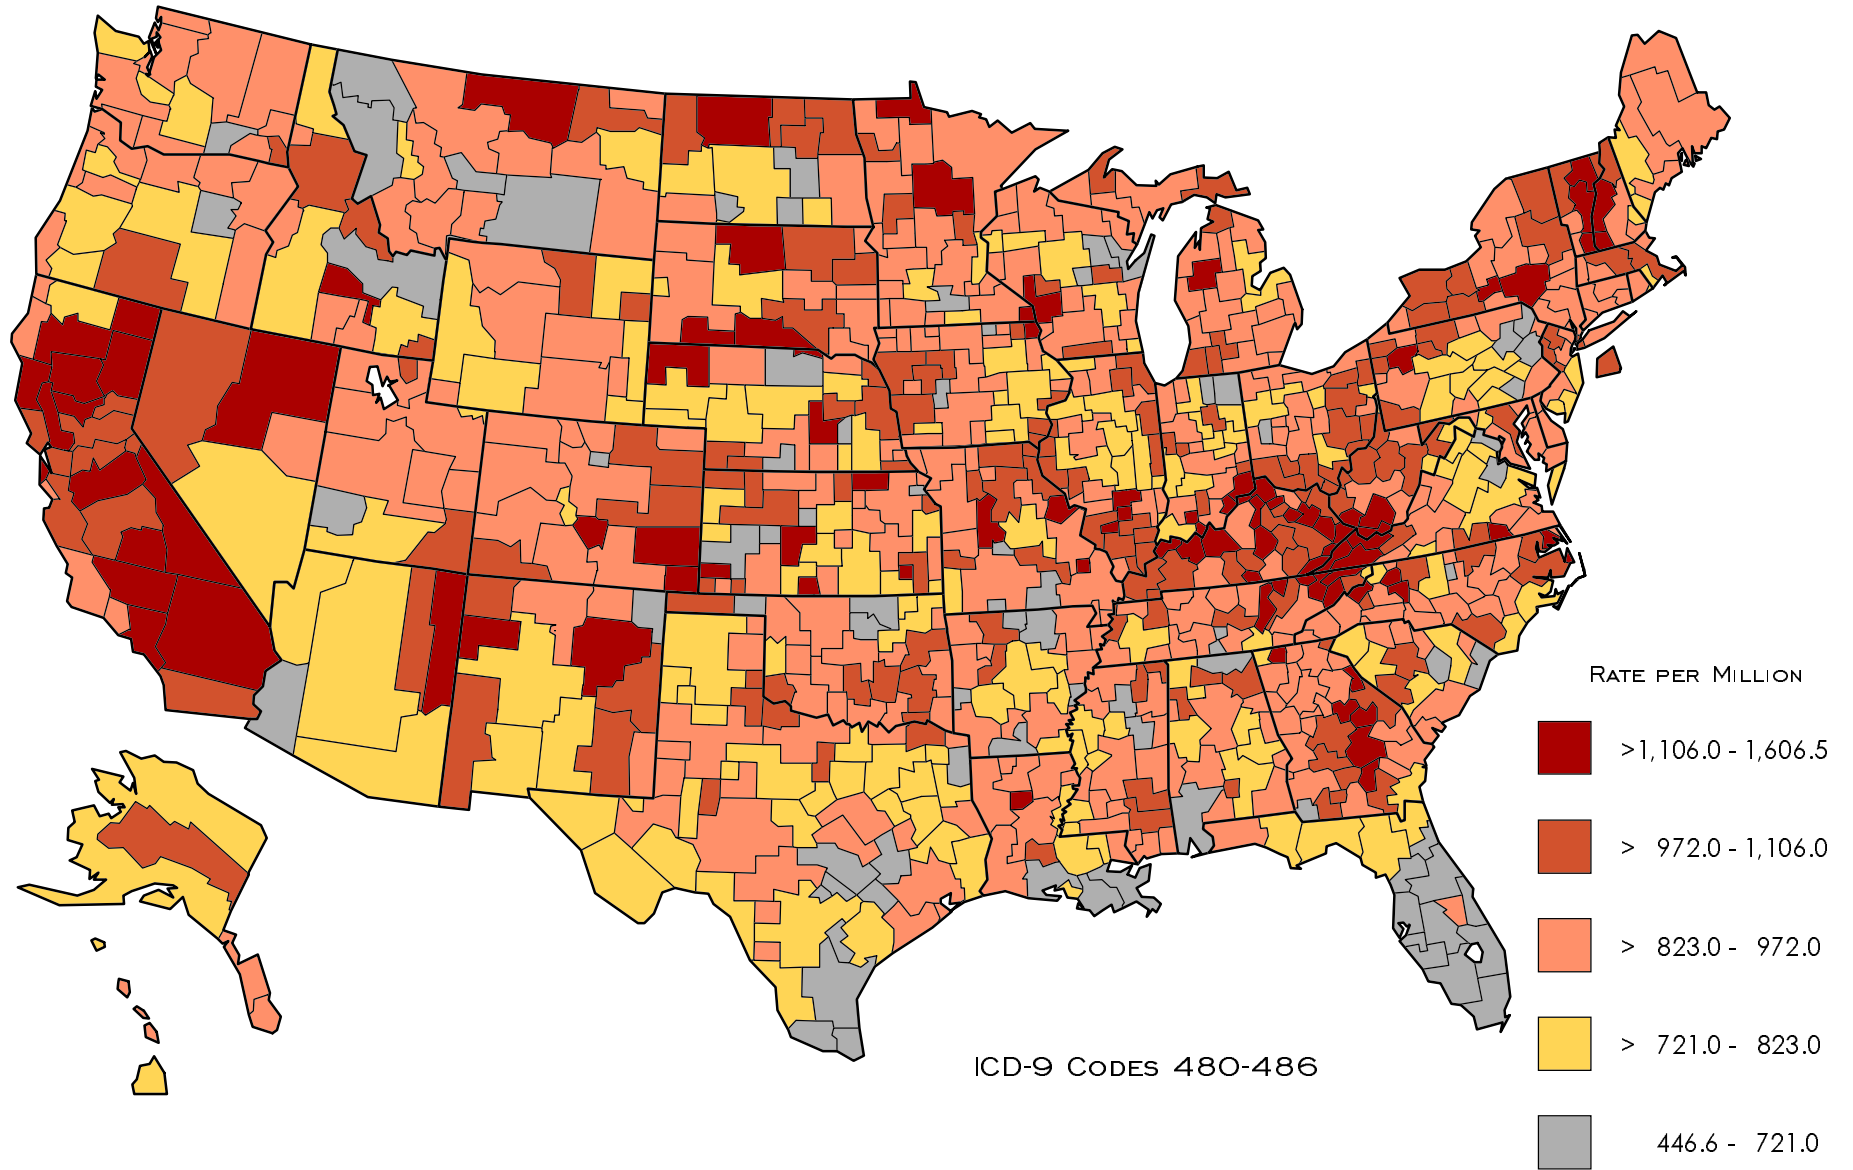 RATE PER MILLION
>1,106.0 - 1,606.5
> 972.0 - 1,106.0
> 823.0 - 972.0
ICD-9 CODES 480-486
> 721.0 - 823.0
446.6 - 721.0